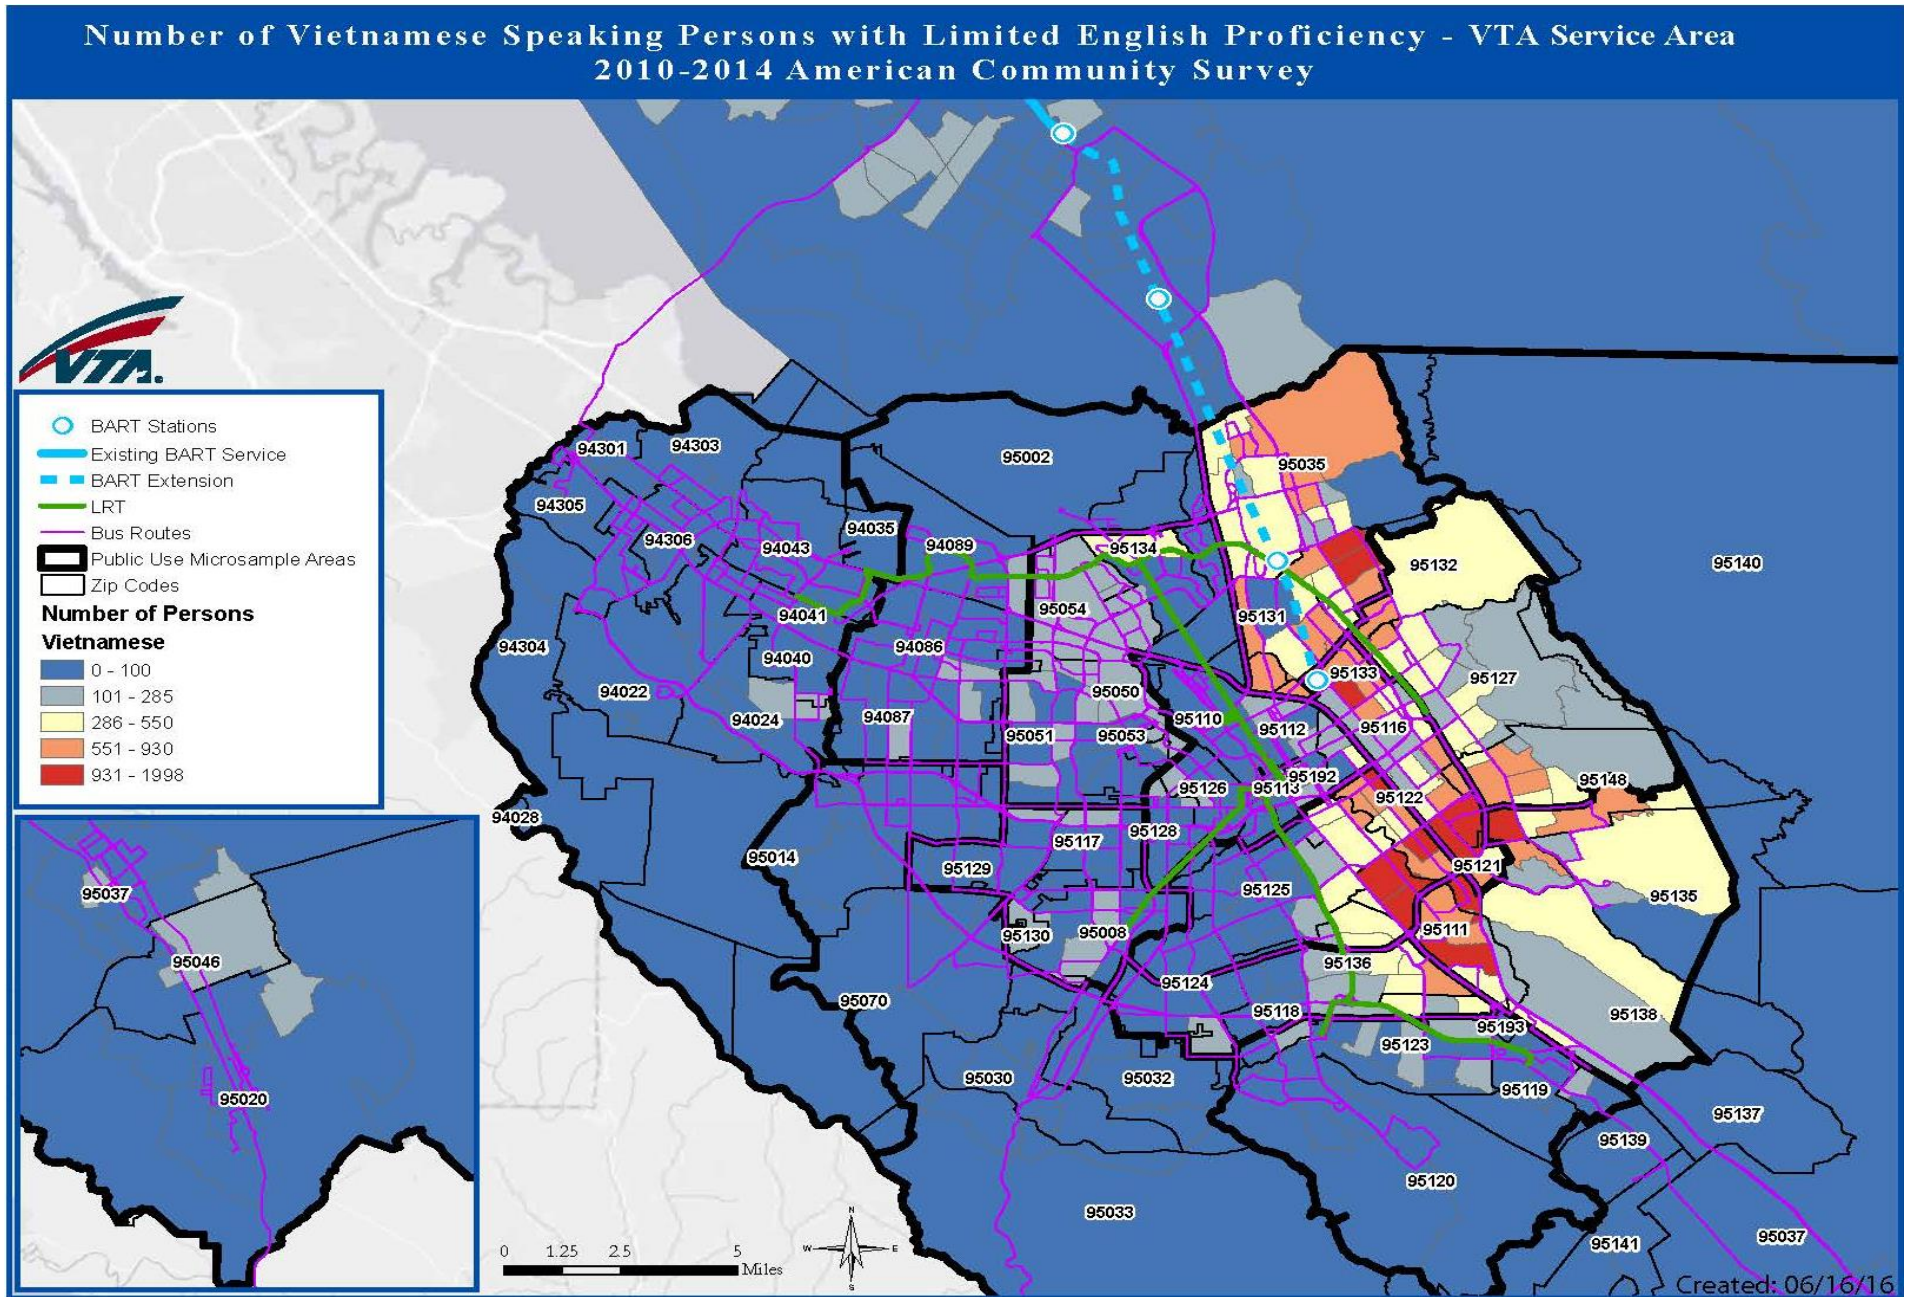 Number of Vietnamese Speaking Persons with Limited English Proficiency - VTA Service Area
2010-2014 American Community Survey
VTA.
BART Stations
Existing BART Service
BART Extension
LRT
Bus Routes
Public Use Microsample Areas
Zip Codes
Number of Persons
Vietnamese
0 - 100
101 - 285
286 - 550
551 - 930
931 - 1998
94301
94303
95002
95035
94305
94306
94043
94035
94089
95134
95132
95140
94041
95054
95131
94304
94040
94086
95133
95127
94022
94024
94087
95050
95110
95112
95116
95051
95053
95192
95148
94028
95126
95113
95122
95117
95128
95014
95129
95121
95125
95135
95130
95008
95111
95136
95070
95124
95118
95193
95138
95123
95030
95032
95119
95137
95139
95120
95033
95141
95037
95037
95046
95020
0 1.25 2.5 5
Miles
N
W E
S
Created: 06/16/16